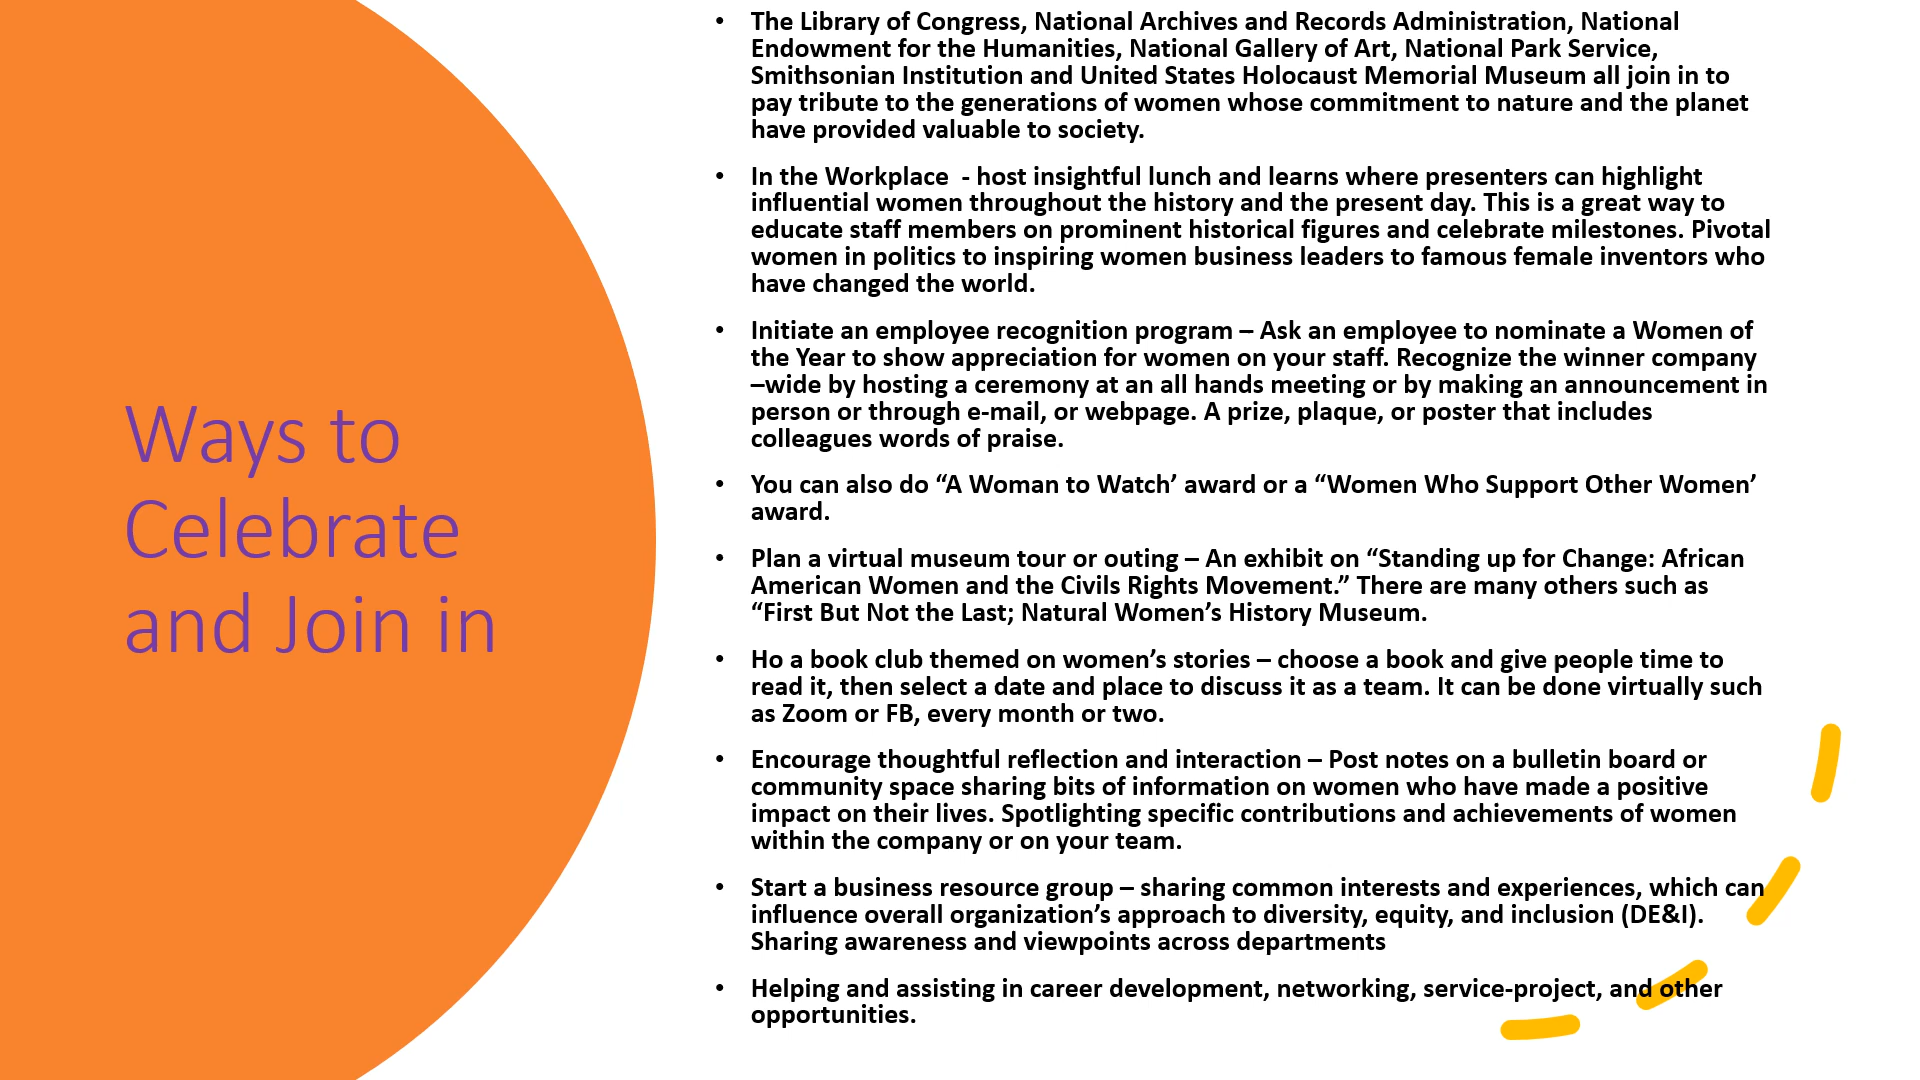 Ways to
Celebrate
and Join in
• The Library of Congress, National Archives and Records Administration, National
Endowment for the Humanities, National Gallery of Art, National Park Service,
Smithsonian Institution and United States Holocaust Memorial Museum all join in to
pay tribute to the generations of women whose commitment to nature and the planet
have provided valuable to society.
• In the Workplace  - host insightful lunch and learns where presenters can highlight
influential women throughout the history and the present day. This is a great way to
educate staff members on prominent historical figures and celebrate milestones. Pivotal
women in politics to inspiring women business leaders to famous female inventors who
have changed the world.
• Initiate an employee recognition program – Ask an employee to nominate a Women of
the Year to show appreciation for women on your staff. Recognize the winner company
–wide by hosting a ceremony at an all hands meeting or by making an announcement in
person or through e-mail, or webpage. A prize, plaque, or poster that includes
colleagues words of praise.
• You can also do “A Woman to Watch’ award or a “Women Who Support Other Women’
award.
• Plan a virtual museum tour or outing – An exhibit on “Standing up for Change: African
American Women and the Civils Rights Movement.” There are many others such as
“First But Not the Last; Natural Women’s History Museum.
• Ho a book club themed on women’s stories – choose a book and give people time to
read it, then select a date and place to discuss it as a team. It can be done virtually such
as Zoom or FB, every month or two.
• Encourage thoughtful reflection and interaction – Post notes on a bulletin board or
community space sharing bits of information on women who have made a positive
impact on their lives. Spotlighting specific contributions and achievements of women
within the company or on your team.
• Start a business resource group – sharing common interests and experiences, which can
influence overall organization’s approach to diversity, equity, and inclusion (DE&I).
Sharing awareness and viewpoints across departments
• Helping and assisting in career development, networking, service-project, and other
opportunities.